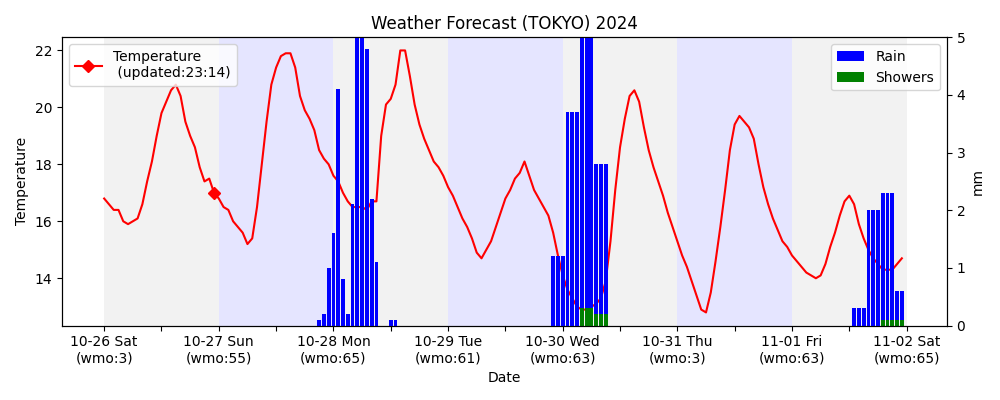 Weather Forecast (TOKYO) 2024
Temperature
(updated:23:14)
Rain
Showers
22
20
18
16
14
Temperature
5
4
3
2
1
0
mm
10-26 Sat
(wmo:3)
10-27 Sun
(wmo:55)
10-28 Mon
(wmo:65)
10-29 Tue
(wmo:61)
10-30 Wed
(wmo:63)
10-31 Thu
(wmo:3)
11-01 Fri
(wmo:63)
11-02 Sat
(wmo:65)
Date